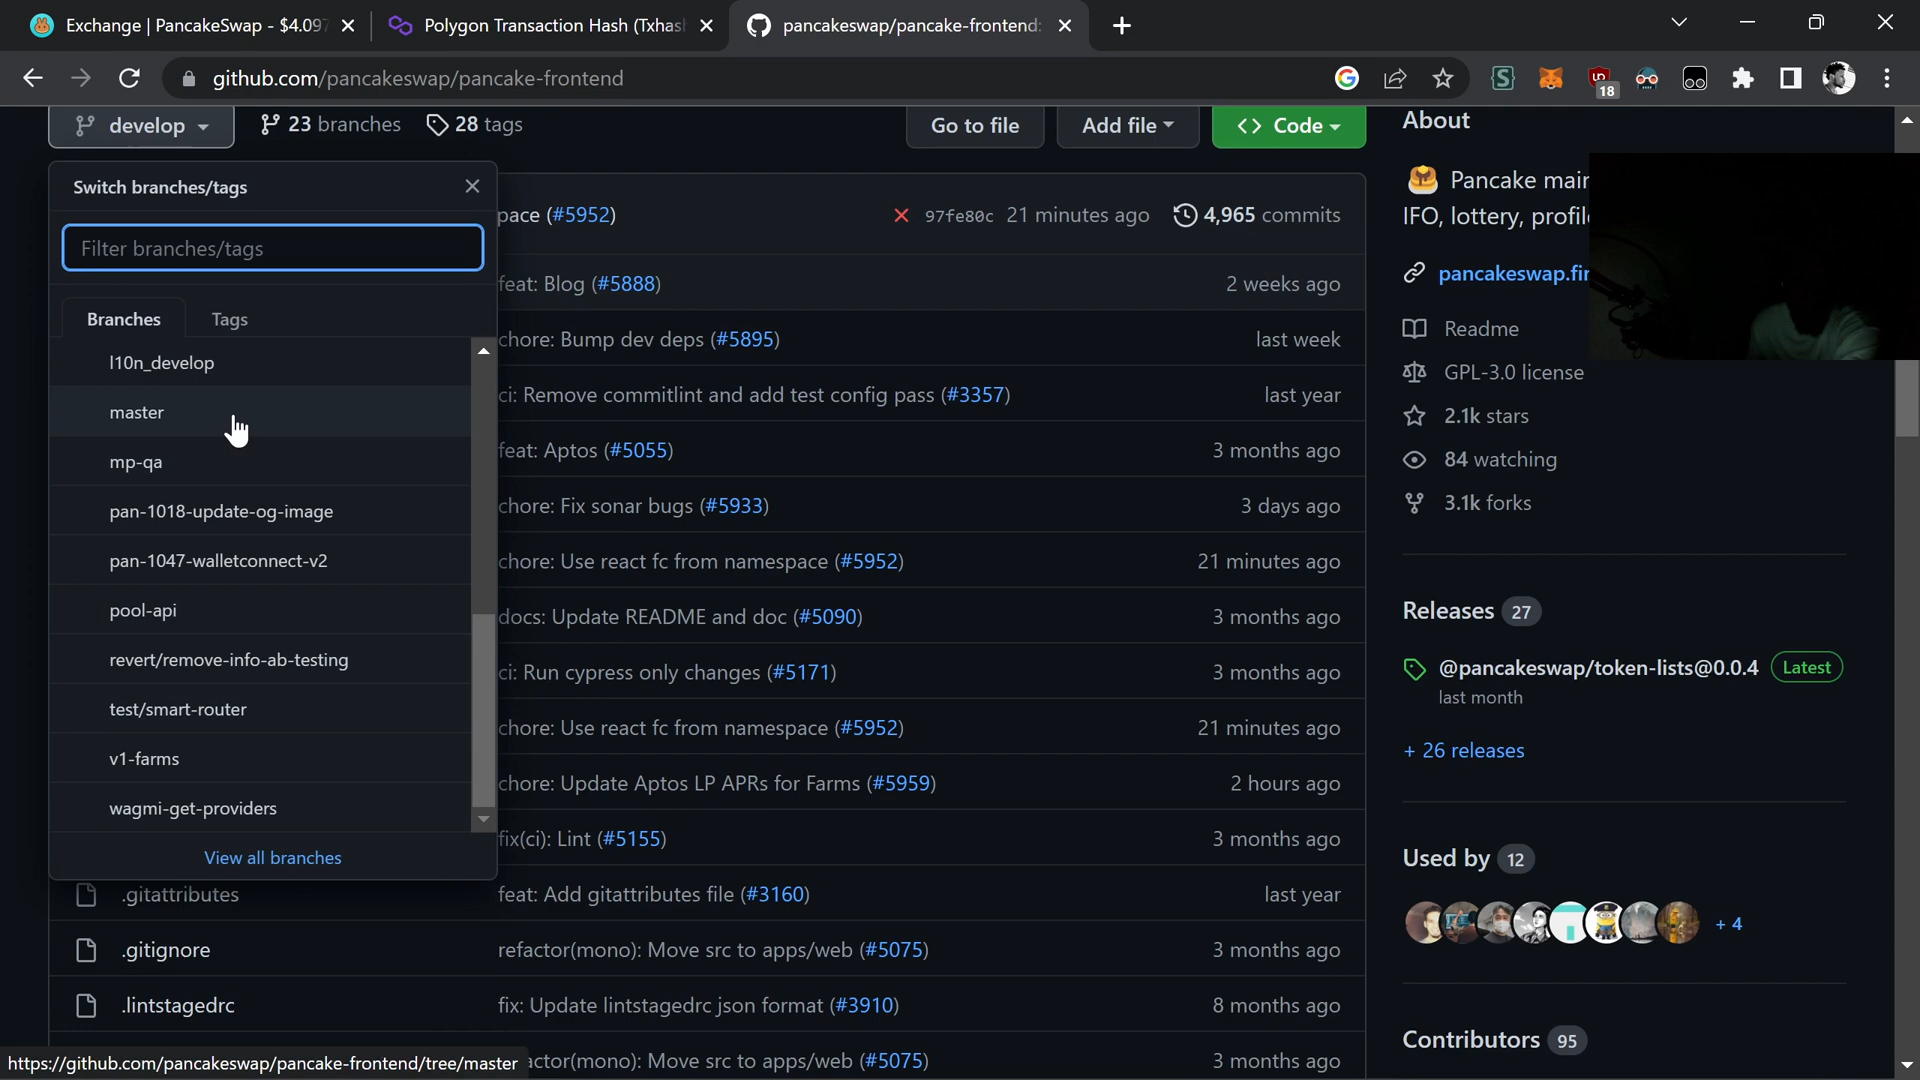 Exchange | PancakeSwap - $4.097
Polygon Transaction Hash (Txhas
pancakeswap/pancake-frontend:
github.com/pancakeswap/pancake-frontend
18
develop
23 branches
28 tags
Go to file
Add file
Code
About
Switch branches/tags
Filter branches/tags
Branches
Tags
l10n_develop
master
mp-qa
pan-1018-update-og-image
pan-1047-walletconnect-v2
pool-api
revert/remove-info-ab-testing
test/smart-router
v1-farms
wagmi-get-providers
View all branches
pace (#5952)
97fe80c 21 minutes ago
4,965 commits
feat: Blog (#5888)
2 weeks ago
chore: Bump dev deps (#5895)
last week
ci: Remove commitlint and add test config pass (#3357)
last year
feat: Aptos (#5055)
3 months ago
chore: Fix sonar bugs (#5933)
3 days ago
chore: Use react fc from namespace (#5952)
21 minutes ago
docs: Update README and doc (#5090)
3 months ago
ci: Run cypress only changes (#5171)
3 months ago
chore: Use react fc from namespace (#5952)
21 minutes ago
chore: Update Aptos LP APRs for Farms (#5959)
2 hours ago
fix(ci): Lint (#5155)
3 months ago
.gitattributes
feat: Add gitattributes file (#3160)
last year
.gitignore
refactor(mono): Move src to apps/web (#5075)
3 months ago
.lintstagedrc
fix: Update lintstagedrc json format (#3910)
8 months ago
actor(mono): Move src to apps/web (#5075)
3 months ago
Pancake mair
IFO, lottery, profil
pancakeswap.fir
Readme
GPL-3.0 license
2.1k stars
84 watching
3.1k forks
Releases 27
@pancakeswap/token-lists@0.0.4 Latest
last month
+ 26 releases
Used by 12
+ 4
Contributors 95
https://github.com/pancakeswap/pancake-frontend/tree/master